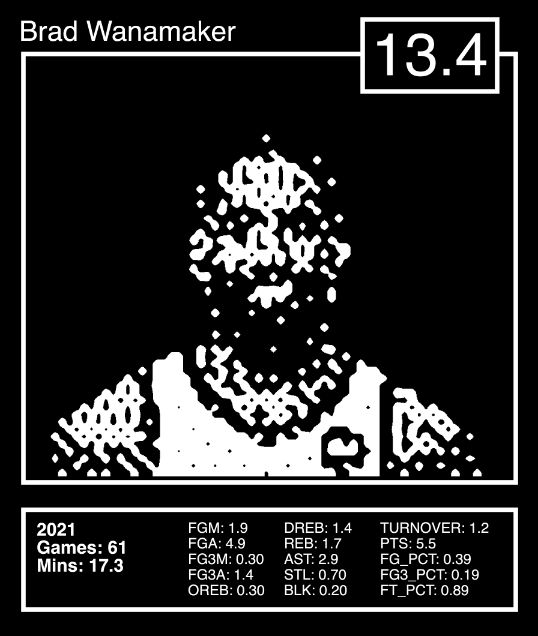 Brad Wanamaker
13.4
2021
Games: 61
Mins: 17.3
FGM: 1.9
FGA: 4.9
FG3M: 0.30
FG3A: 1.4
OREB: 0.30
DREB: 1.4
REB: 1.7
AST: 2.9
STL: 0.70
BLK: 0.20
TURNOVER: 1.2
PTS: 5.5
FG_PCT: 0.39
FG3_PCT: 0.19
FT_PCT: 0.89